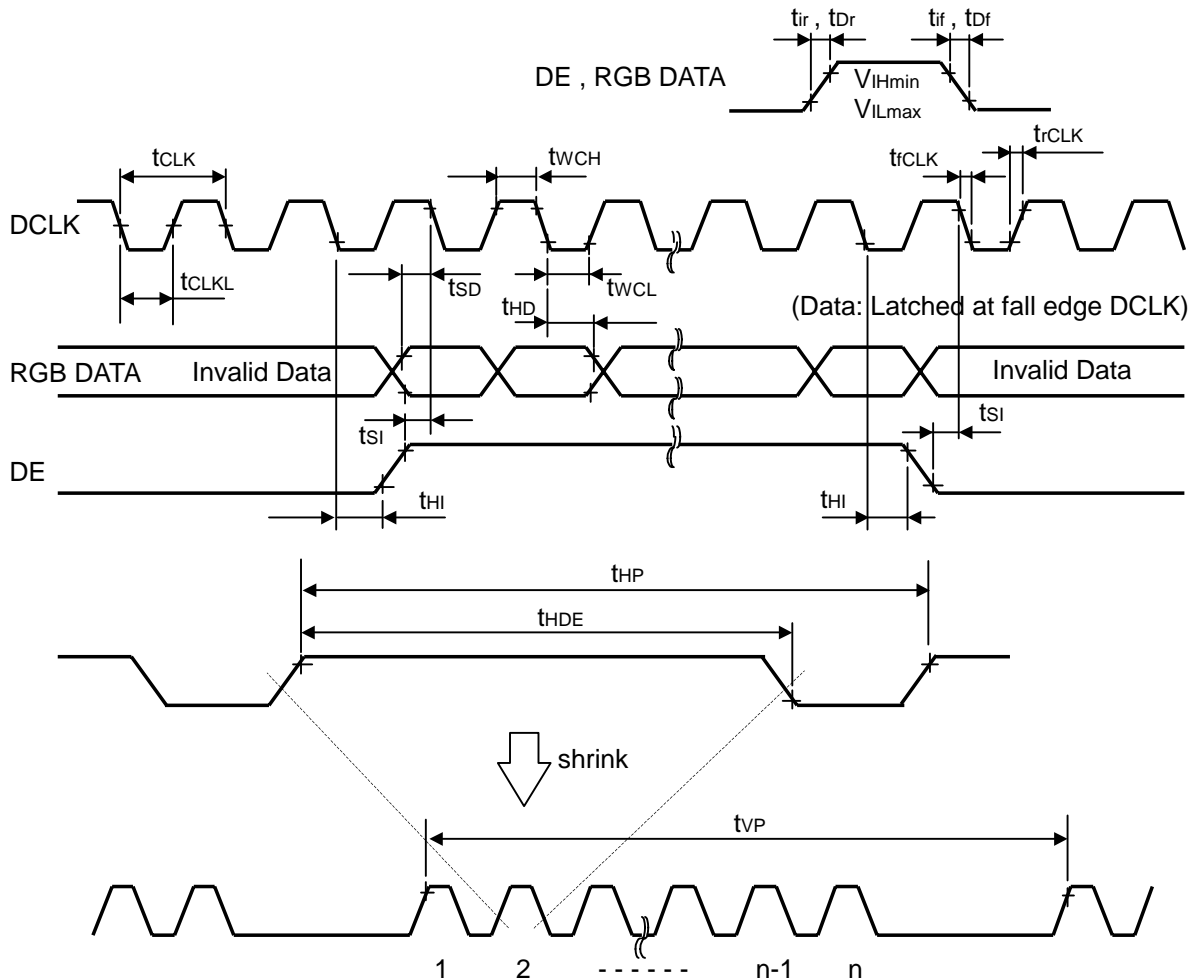 tir , tDr
tif , tDf
DE , RGB DATA
VIHmin
VILmax
tCLK
tWCH
tfCLK
trCLK
DCLK
tCLKL
tSD
tWCL
tHD
(Data: Latched at fall edge DCLK)
RGB DATA
Invalid Data
Invalid Data
tSI
tSI
DE
tHI
tHI
tHP
tHDE
shrink
tVP
1 2 - - - - - - n-1 n